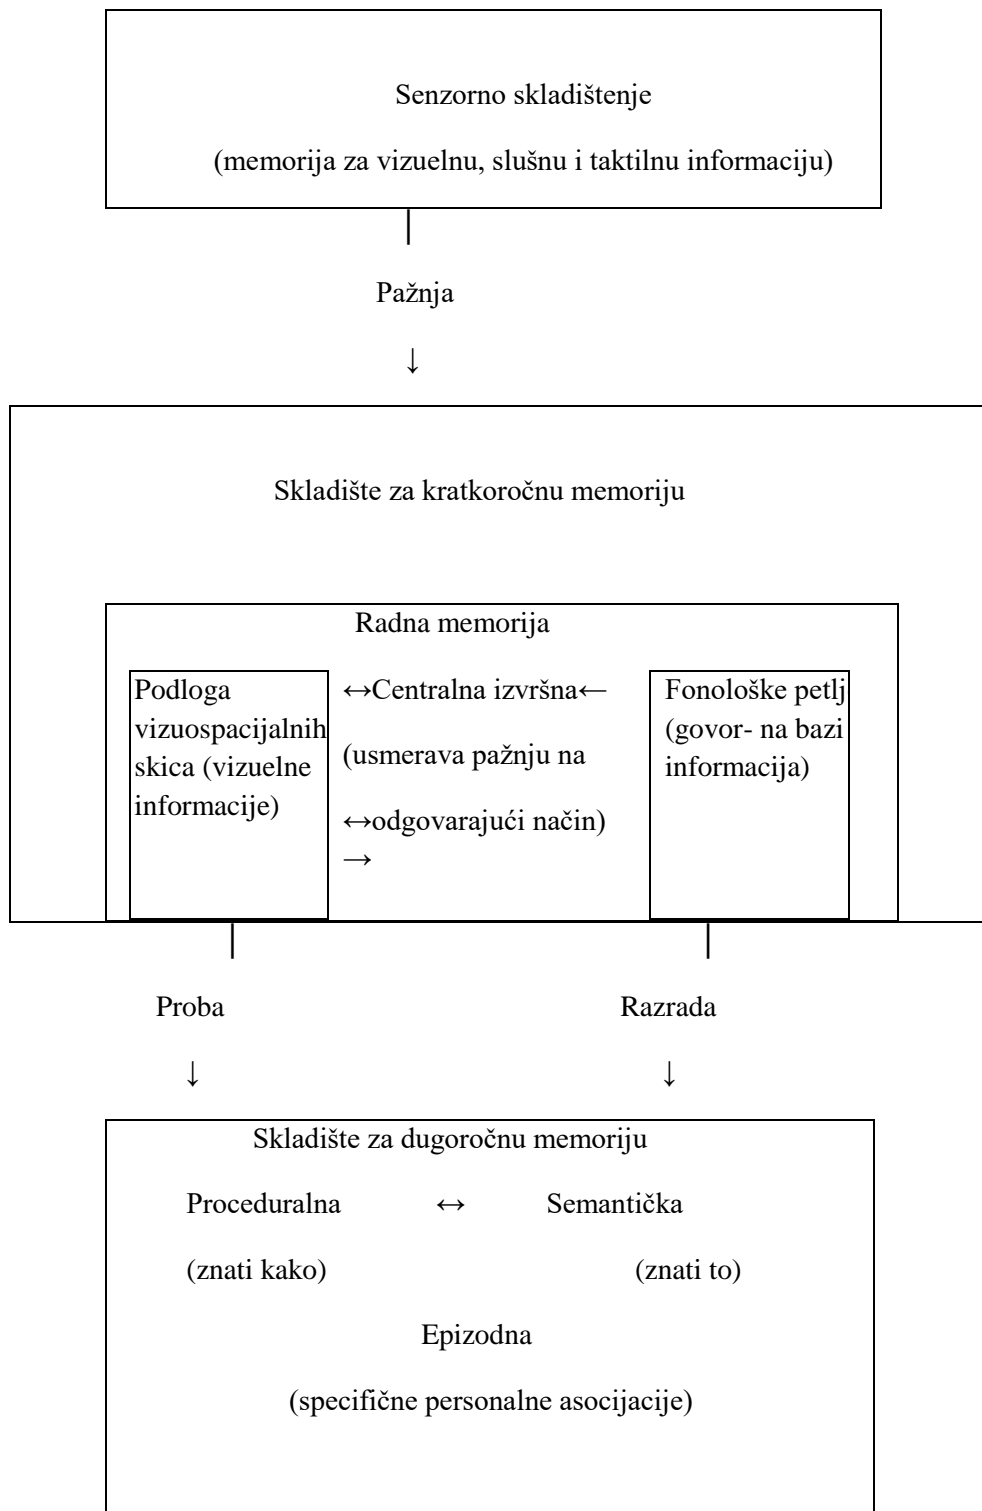 Senzorno skladištenje
(memorija za vizuelnu, slušnu i taktilnu informaciju)
Pažnja
↓
Skladište za kratkoročnu memoriju
Radna memorija
Podloga
vizuospacijalnih
skica (vizuelne
informacije)
↔Centralna izvršna←
(usmerava pažnju na
↔odgovarajući način)
→
Fonološke petlj
(govor- na bazi
informacija)
Proba
Razrada
↓ ↓
Skladište za dugoročnu memoriju
Proceduralna ↔ Semantička
(znati kako) (znati to)
Epizodna
(specifične personalne asocijacije)